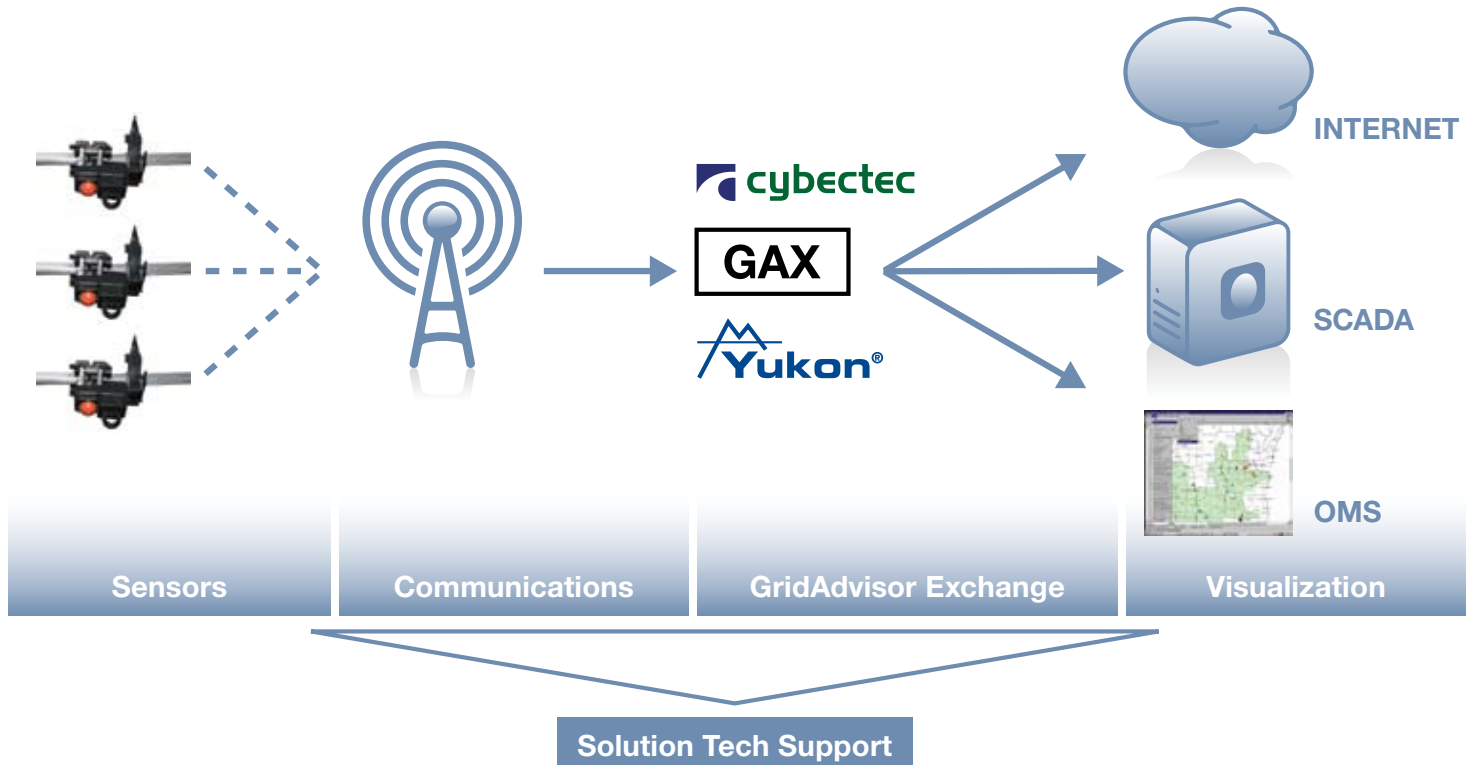 INTERNET
cybectec
GAX
SCADA
Yukon®
OMS
Sensors
Communications
GridAdvisor Exchange
Visualization
Solution Tech Support